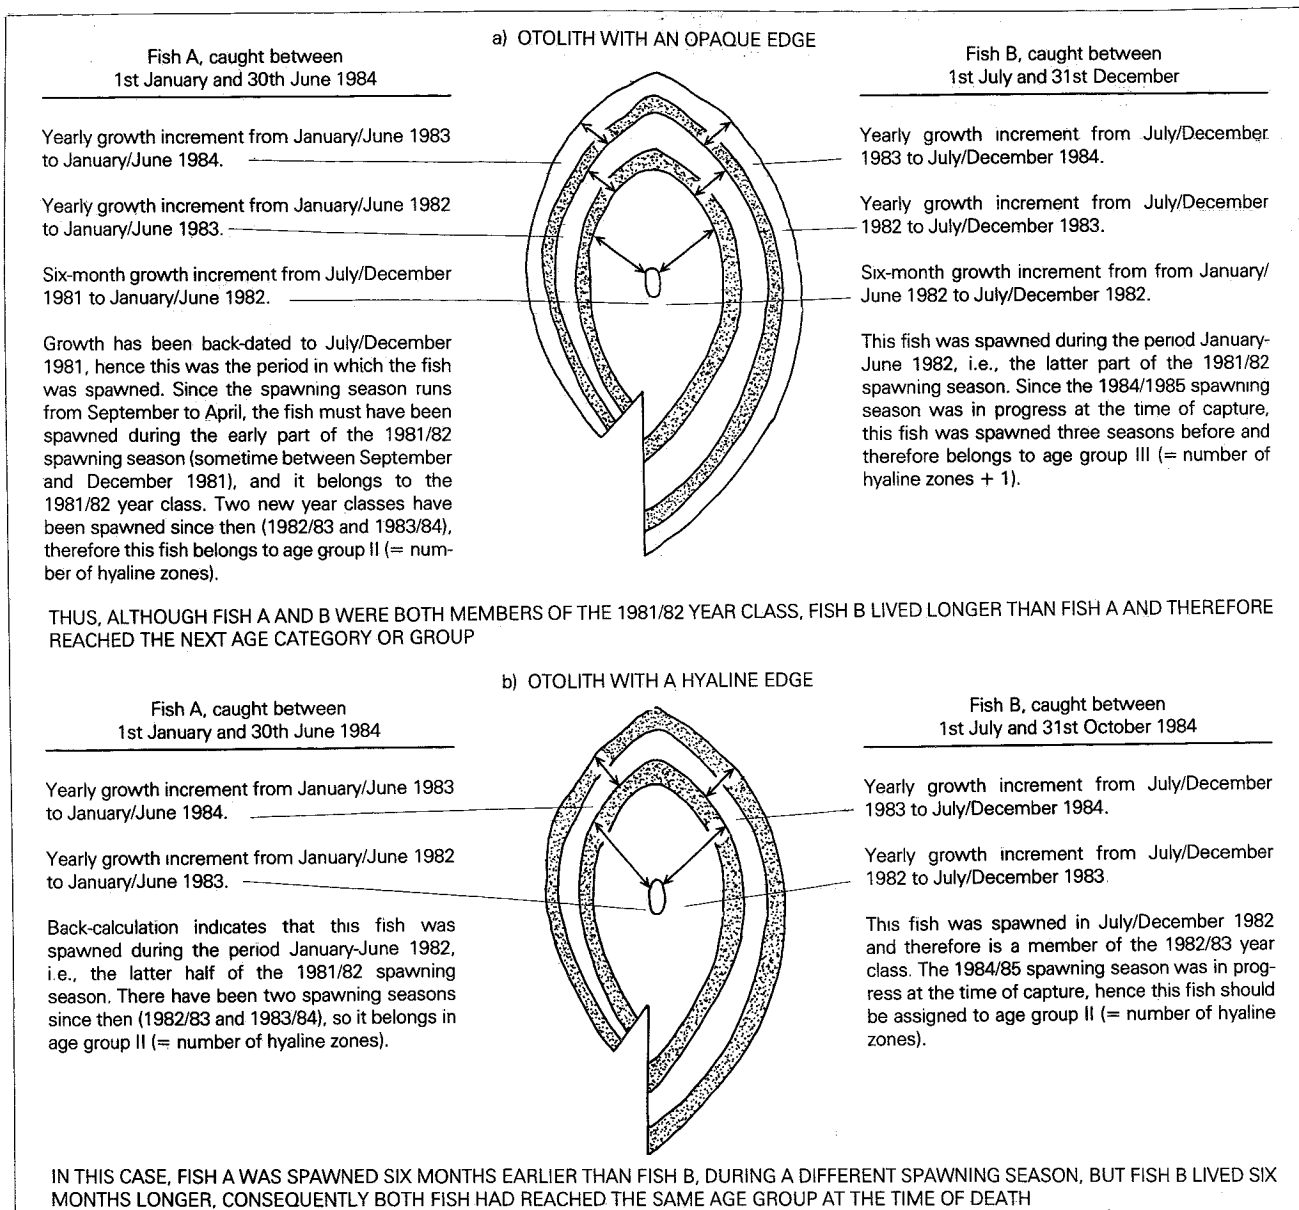 a) OTOLITH WITH AN OPAQUE EDGE
Fish A, caught between
1st January and 30th June 1984
Yearly growth increment from January/June 1983
to January/June 1984.
Yearly growth increment from January/June 1982
to January/June 1983.
Six-month growth increment from July/December
1981 to January/June 1982.
Growth has been back-dated to July/December
1981, hence this was the period in which the fish
was spawned. Since the spawning season runs
from September to April, the fish must have been
spawned during the early part of the 1981/82
spawning season (sometime between September
and December 1981), and it belongs to the
1981/82 year class. Two new year classes have
been spawned since then (1982/83 and 1983/84),
therefore this fish belongs to age group II (= num-
ber of hyaline zones).
Fish B, caught between
1st July and 31st December
Yearly growth increment from July/December
1983 to July/December 1984.
Yearly growth increment from July/December
1982 to July/December 1983.
Six-month growth increment from from January/
June 1982 to July/December 1982.
This fish was spawned during the period January-
June 1982, i.e., the latter part of the 1981/82
spawning season. Since the 1984/1985 spawning
season was in progress at the time of capture,
this fish was spawned three seasons before and
therefore belongs to age group III (= number of
hyaline zones + 1).
THUS, ALTHOUGH FISH A AND B WERE BOTH MEMBERS OF THE 1981/82 YEAR CLASS, FISH B LIVED LONGER THAN FISH A AND THEREFORE
REACHED THE NEXT AGE CATEGORY OR GROUP
b) OTOLITH WITH A HYALINE EDGE
Fish A, caught between
1st January and 30th June 1984
Yearly growth increment from January/June 1983
to January/June 1984.
Yearly growth increment from January/June 1982
to January/June 1983.
Back-calculation indicates that this fish was
spawned during the period January-June 1982,
i.e., the latter half of the 1981/82 spawning
season. There have been two spawning seasons
since then (1982/83 and 1983/84), so it belongs in
age group II (= number of hyaline zones).
Fish B, caught between
1st July and 31st October 1984
Yearly growth increment from July/December
1983 to July/December 1984.
Yearly growth increment from July/December
1982 to July/December 1983
This fish was spawned in July/December 1982
and therefore is a member of the 1982/83 year
class. The 1984/85 spawning season was in prog-
ress at the time of capture, hence this fish should
be assigned to age group II (= number of hyaline
zones).
IN THIS CASE, FISH A WAS SPAWNED SIX MONTHS EARLIER THAN FISH B, DURING A DIFFERENT SPAWNING SEASON, BUT FISH B LIVED SIX
MONTHS LONGER, CONSEQUENTLY BOTH FISH HAD REACHED THE SAME AGE GROUP AT THE TIME OF DEATH